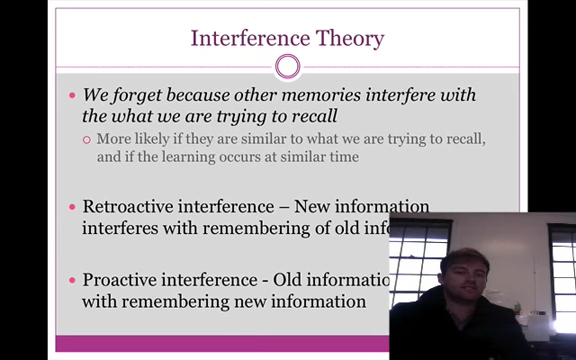 Interference Theory
We forget because other memories interfere with
the what we are trying to recall
More likely if they are similar to what we are trying to recall,
and if the learning occurs at similar time
Retroactive interference – New information
interferes with remembering of old
Proactive interference - Old
with remembering new information